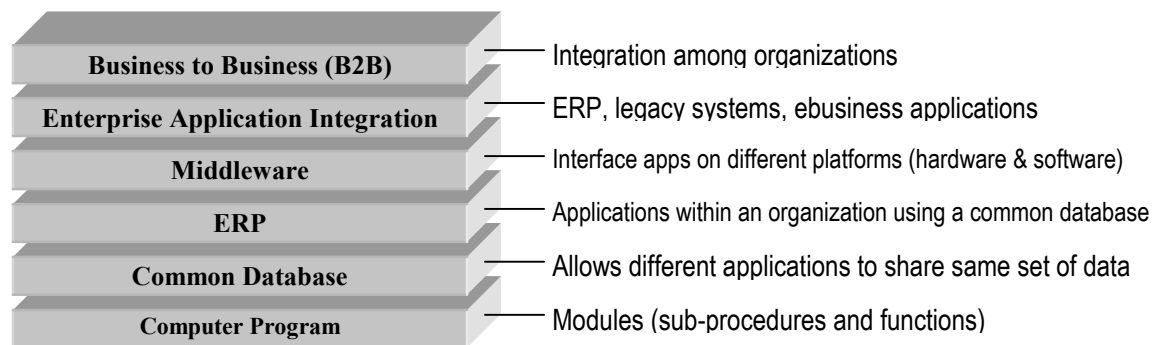 Business to Business (B2B)
Integration among organizations
Enterprise Application Integration
ERP, legacy systems, ebusiness applications
Middleware
Interface apps on different platforms (hardware & software)
ERP
Applications within an organization using a common database
Common Database
Allows different applications to share same set of data
Computer Program
Modules (sub-procedures and functions)